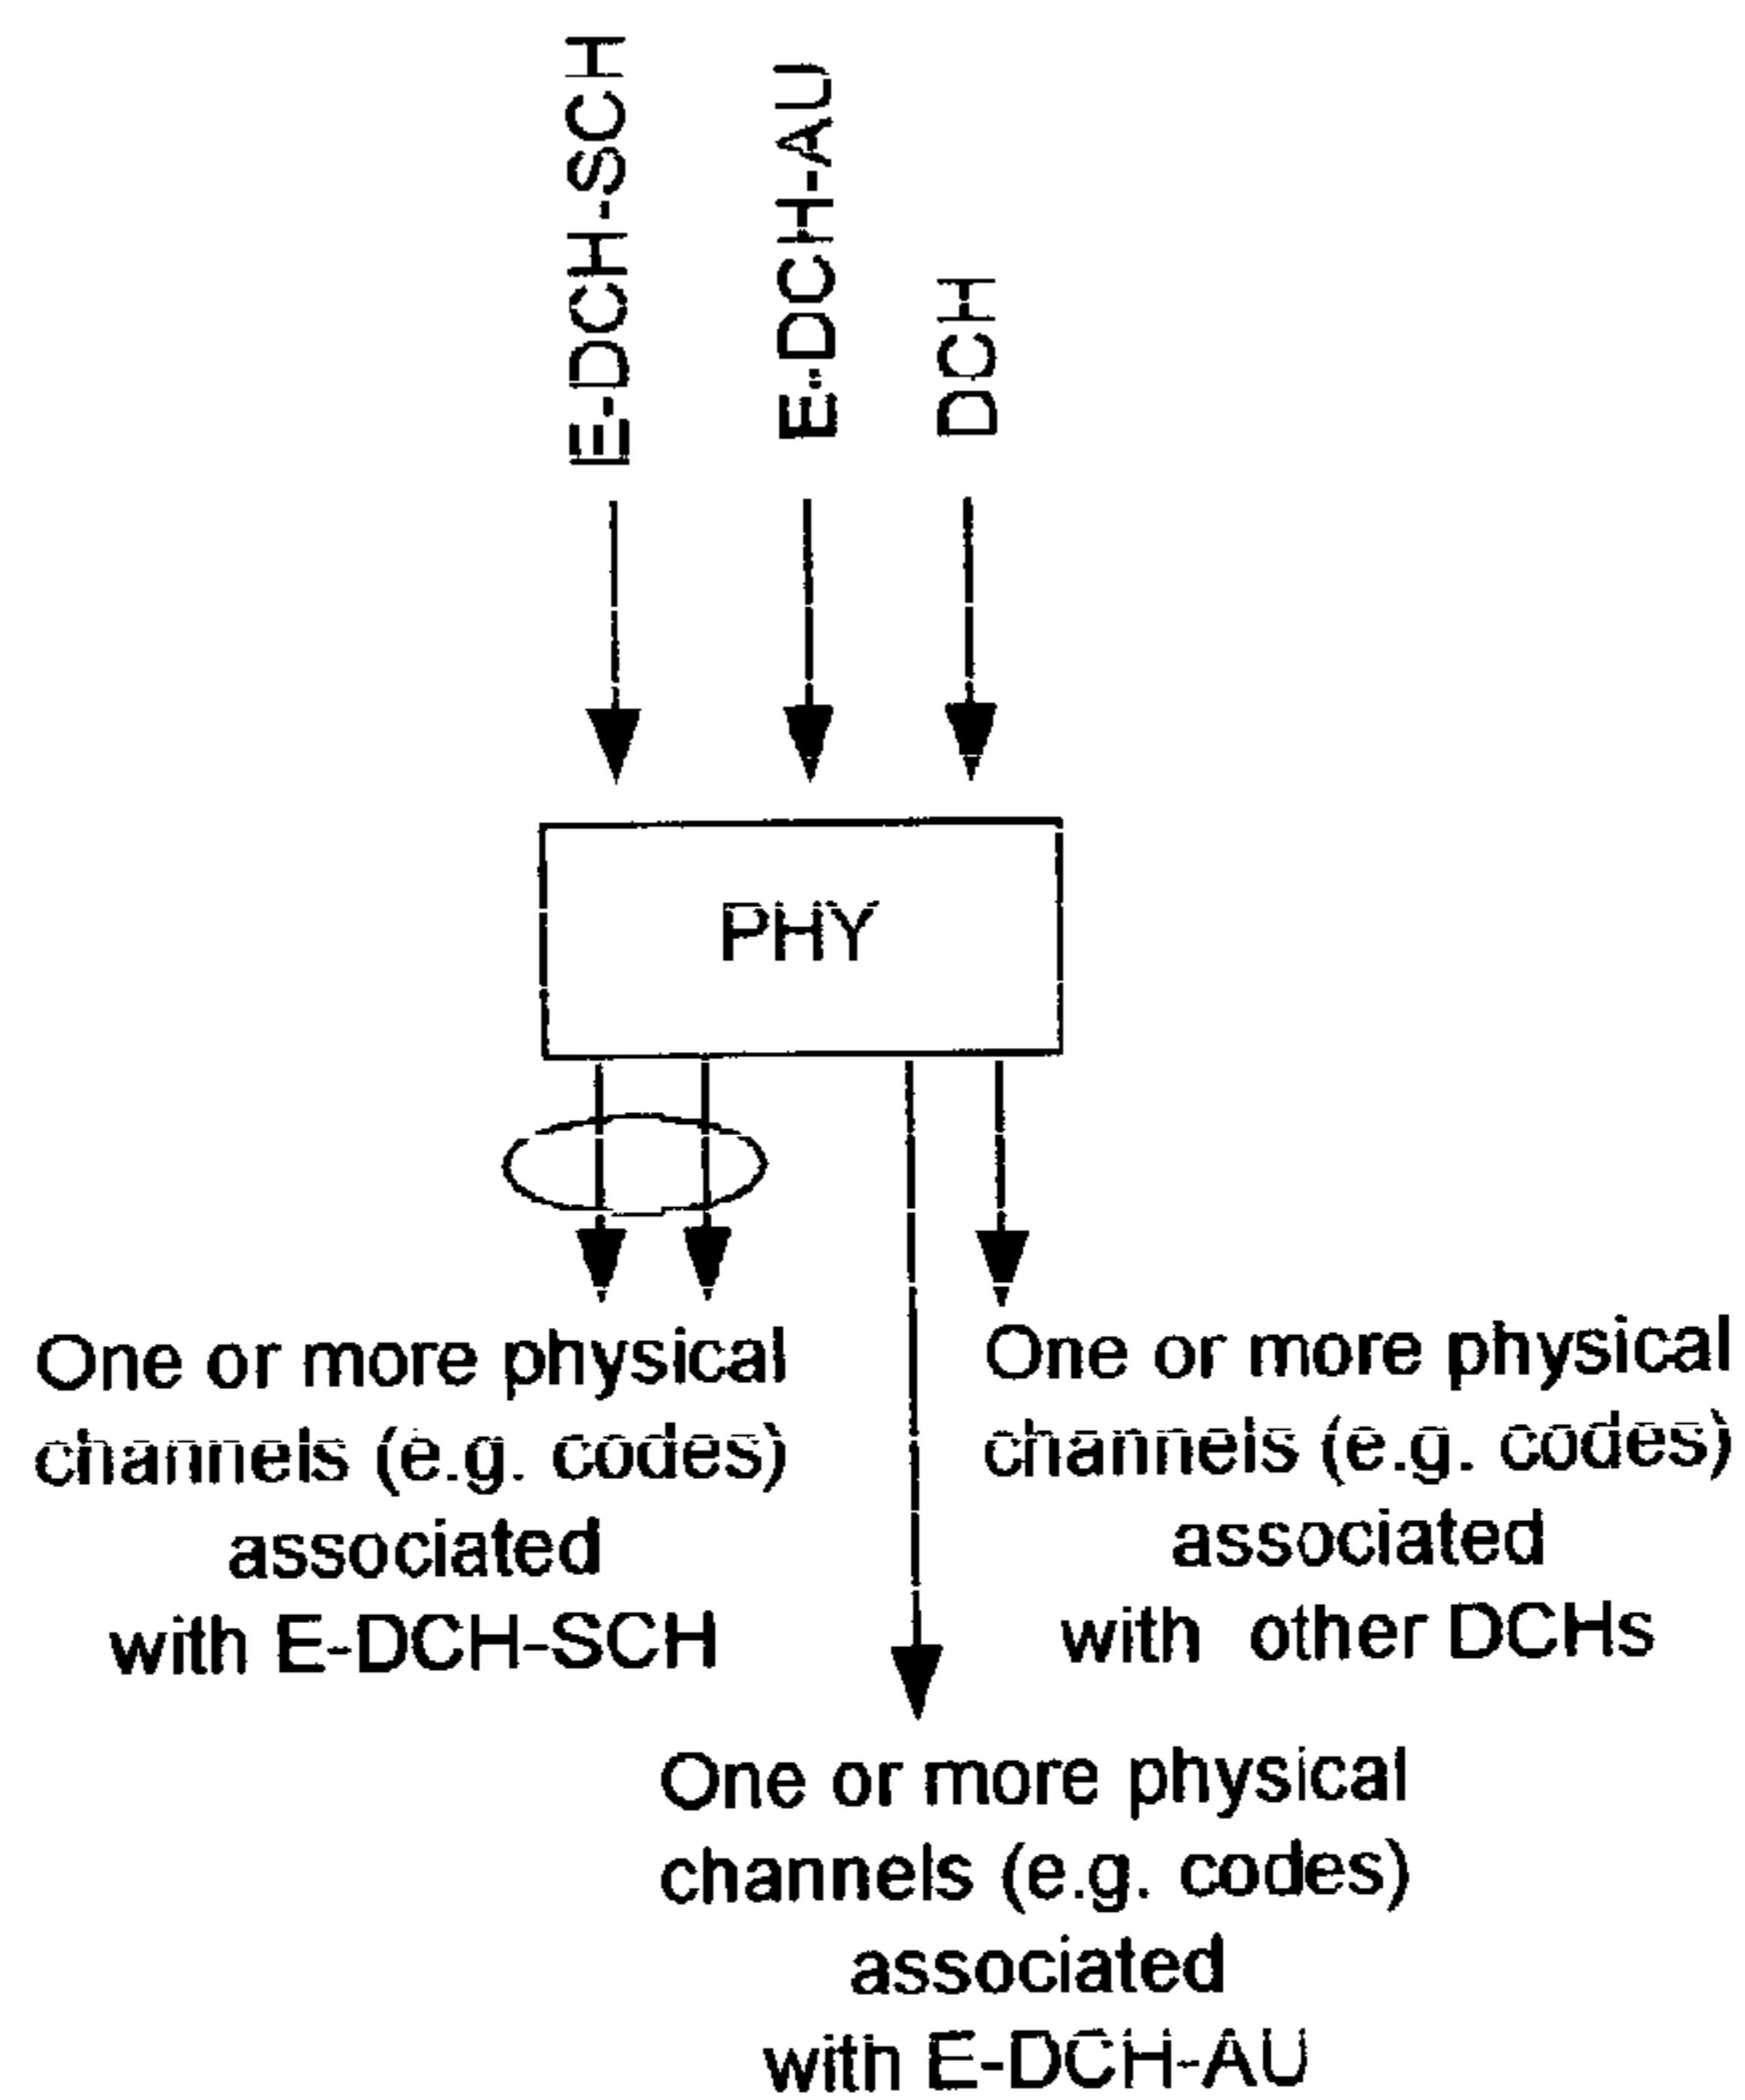 E-DCH-SCH
E-DCH-AU
DCH
PHY
One or more physical
channels (e.g. codes)
associated
with E-DCH-SCH
One or more physical
channels (e.g. codes)
associated
with other DCHs
One or more physical
channels (e.g. codes)
associated
with E-DCH-AU